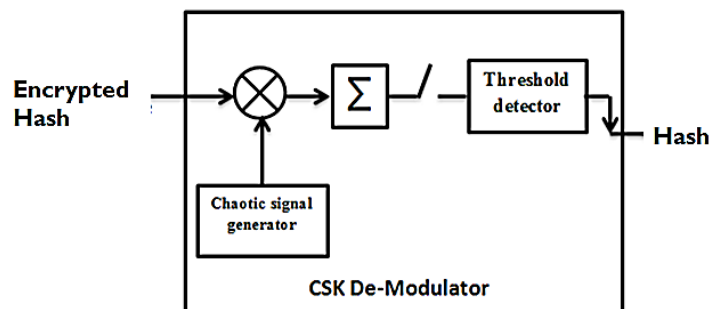 Encrypted
Hash
Σ
Threshold
detector
Hash
Chaotic signal
generator
CSK De-Modulator